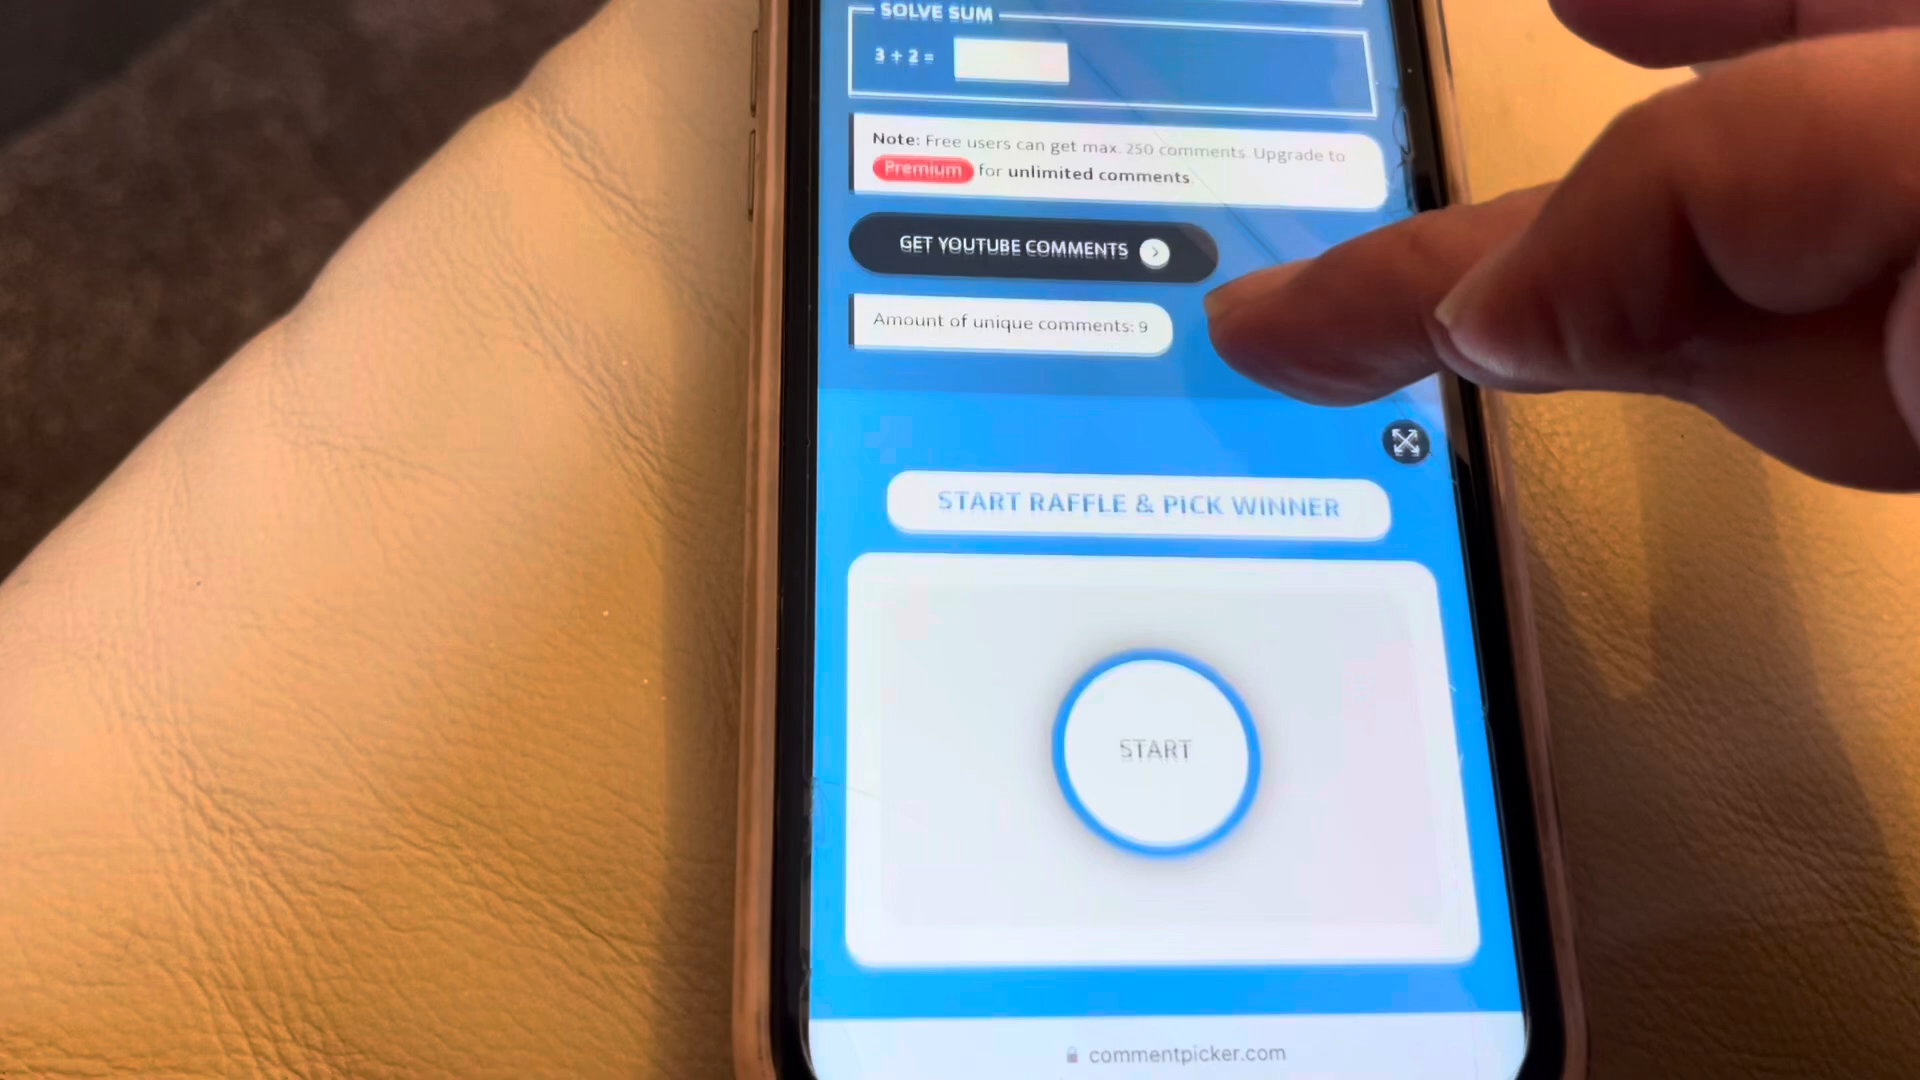 SOLVE SUM
3 + 2 =
Note: Free users can get max. 250 comments. Upgrade to
Premium for unlimited comments.
GET YOUTUBE COMMENTS
Amount of unique comments: 9
START RAFFLE & PICK WINNER
START
commentpicker.com